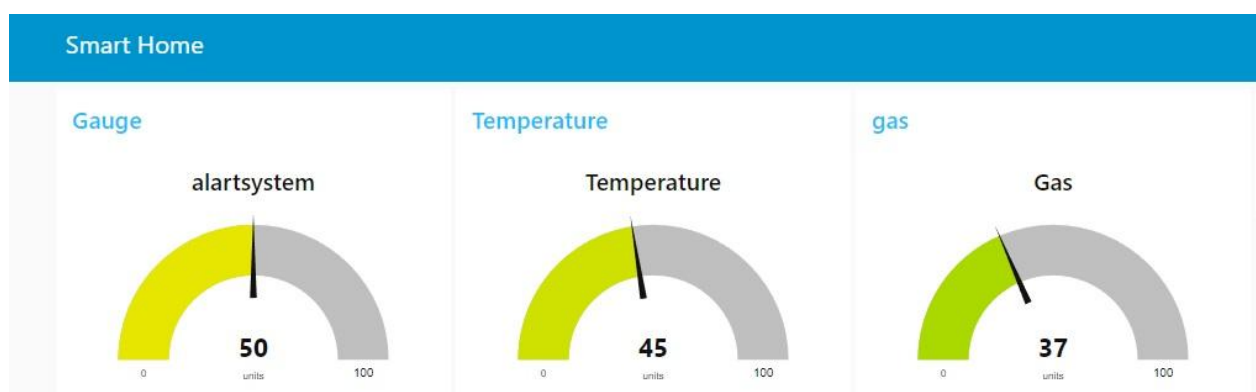 Smart Home
Gauge
Temperature
gas
alartsystem
Temperature
Gas
50
45
37
0
units
100
0
units
100
0
units
100